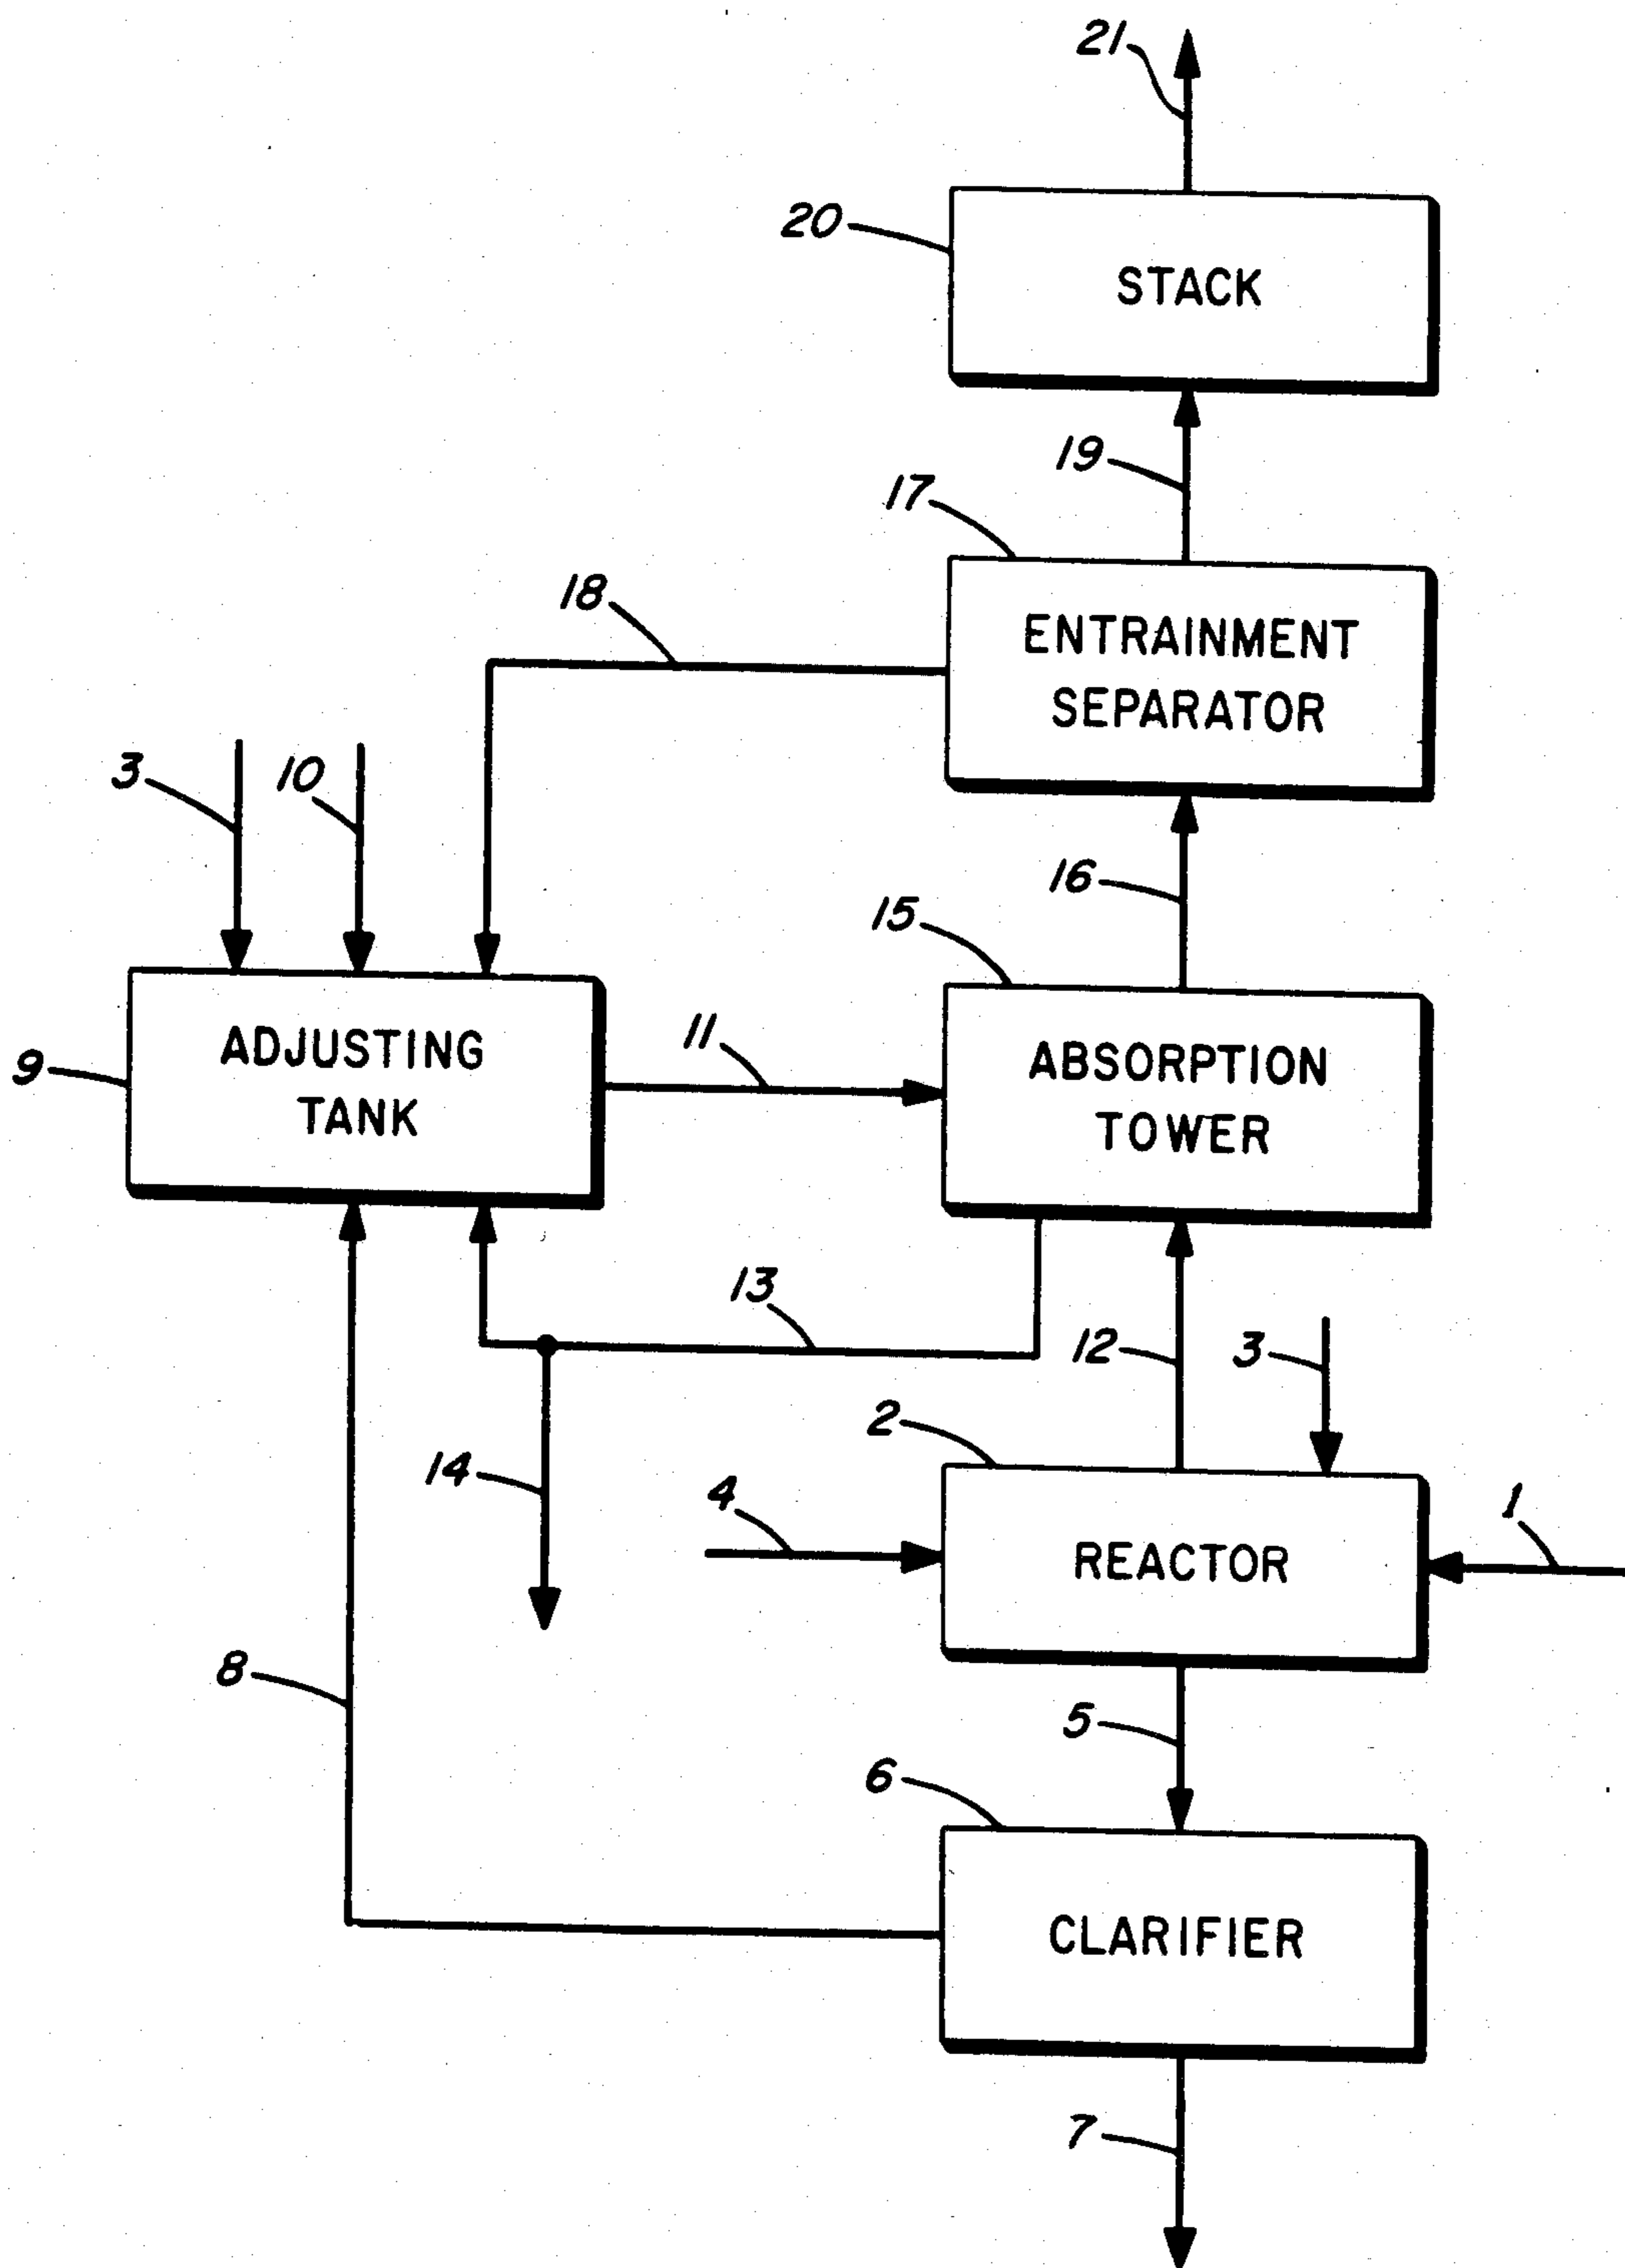 21
20
STACK
19
17
18
ENTRAINMENT
SEPARATOR
3
10
16
15
9
ADJUSTING
TANK
11
ABSORPTION
TOWER
13
12
3
2
14
4
1
REACTOR
8
5
6
CLARIFIER
7